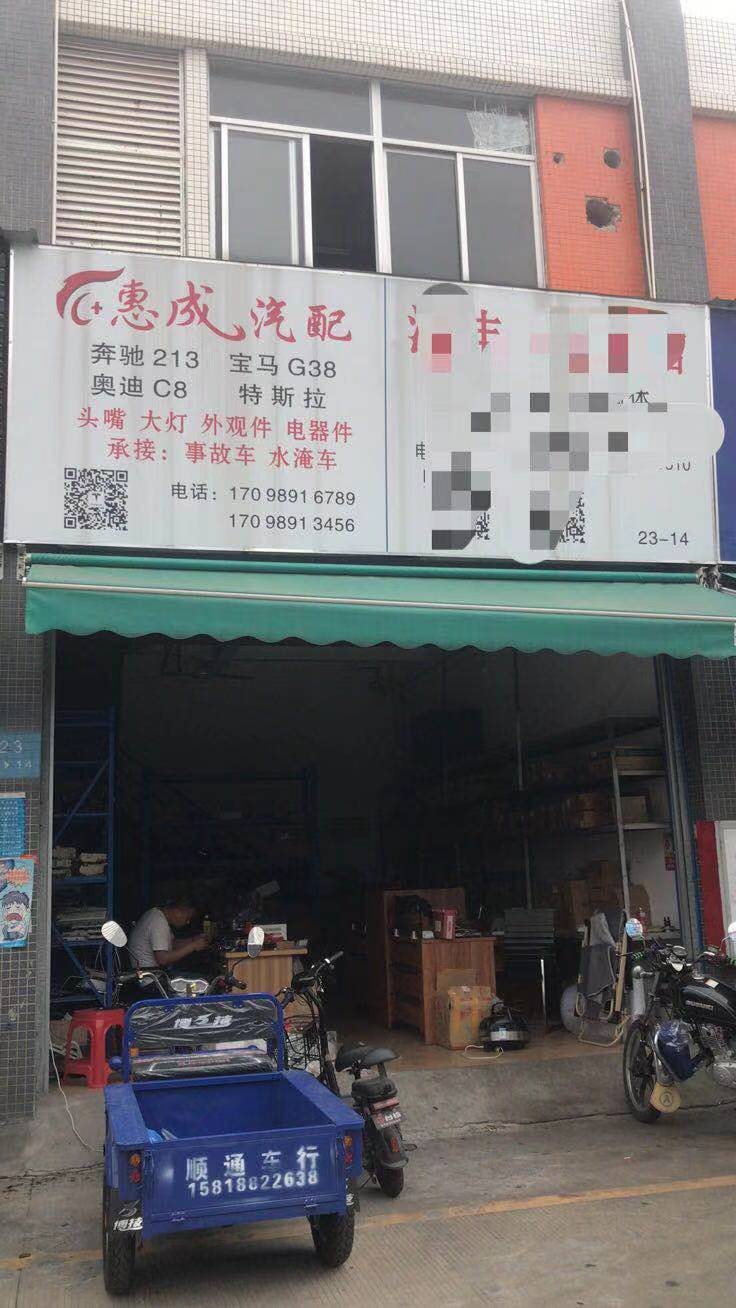 惠成汽配
奔驰 213 宝马 G38
奥迪 C8 特斯拉
头嘴 大灯 外观件 电器件
承接：事故车 水淹车
电话：170 9891 6789
170 9891 3456
23-14
23
顺通车行
15818822638